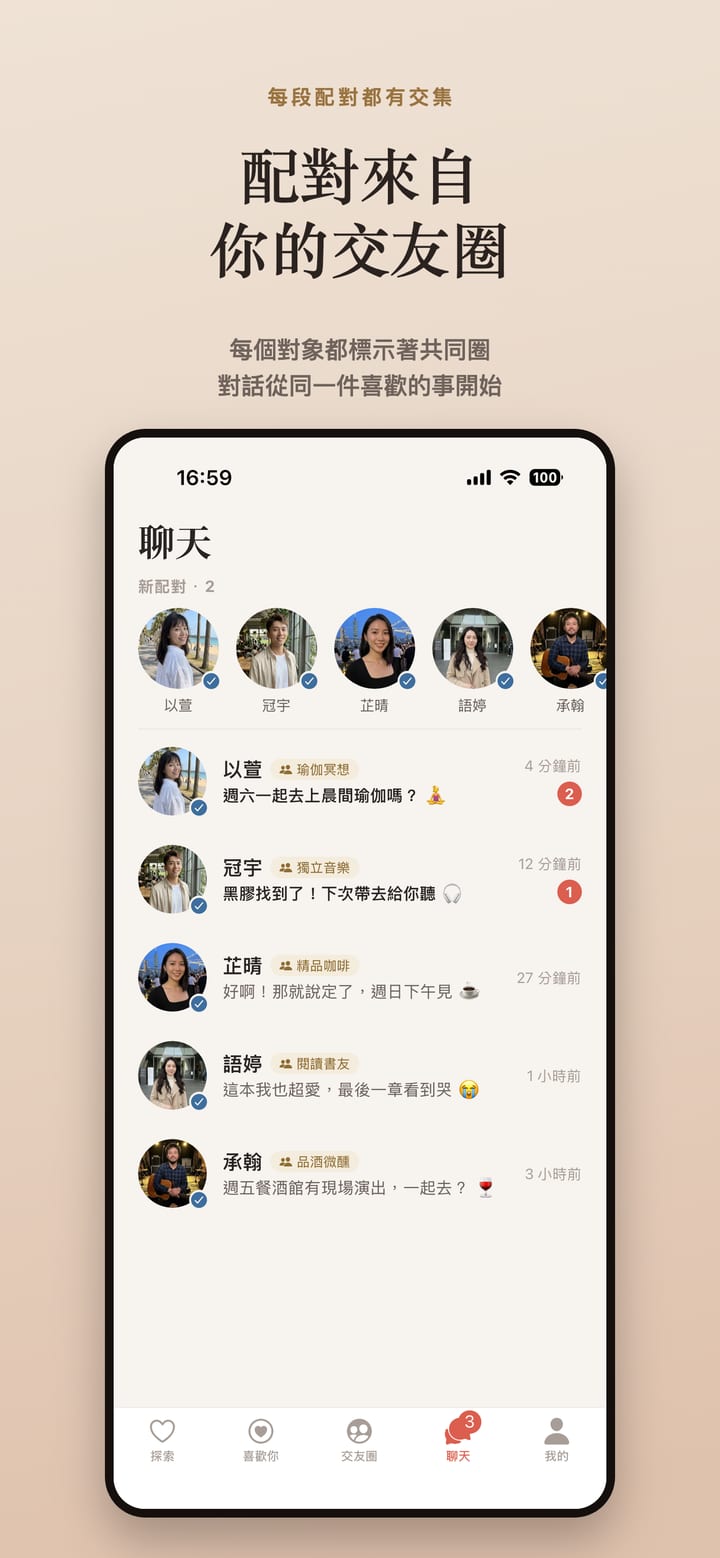 每段配對都有交集
配對來自
你的交友圈
每個對象都標示著共同圈
對話從同一件喜歡的事開始
16:59
100
聊天
新配對 · 2
以萱
冠宇
芷晴
語婷
承翰
以萱 瑜伽冥想 4 分鐘前
週六一起去上晨間瑜伽嗎？ 🧘 2
冠宇 獨立音樂 12 分鐘前
黑膠找到了！下次帶去給你聽 🎧 1
芷晴 精品咖啡 27 分鐘前
好啊！那就說定了，週日下午見 ☕
語婷 閱讀書友 1 小時前
這本我也超愛，最後一章看到哭 😭
承翰 品酒微醺 3 小時前
週五餐酒館有現場演出，一起去？ 🍷
3
探索
喜歡你
交友圈
聊天
我的